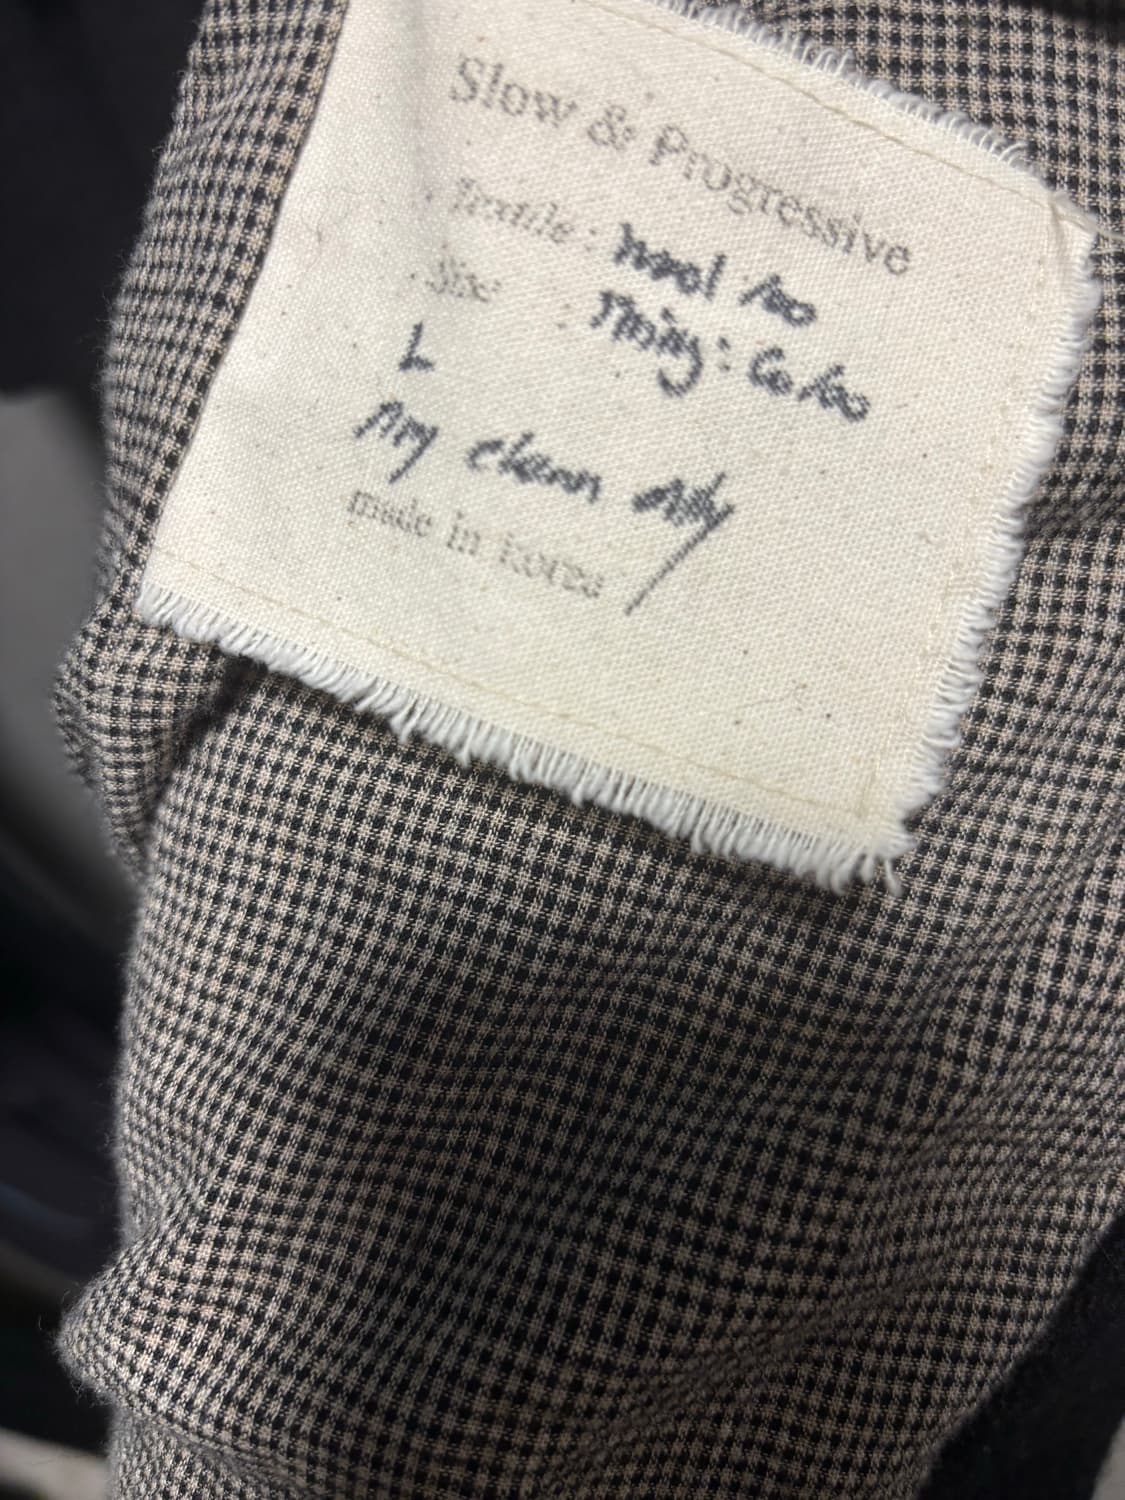 Slow & Progressive
Textile : wool 100
Size lining : Co 100
L
Dry clean only
made in korea